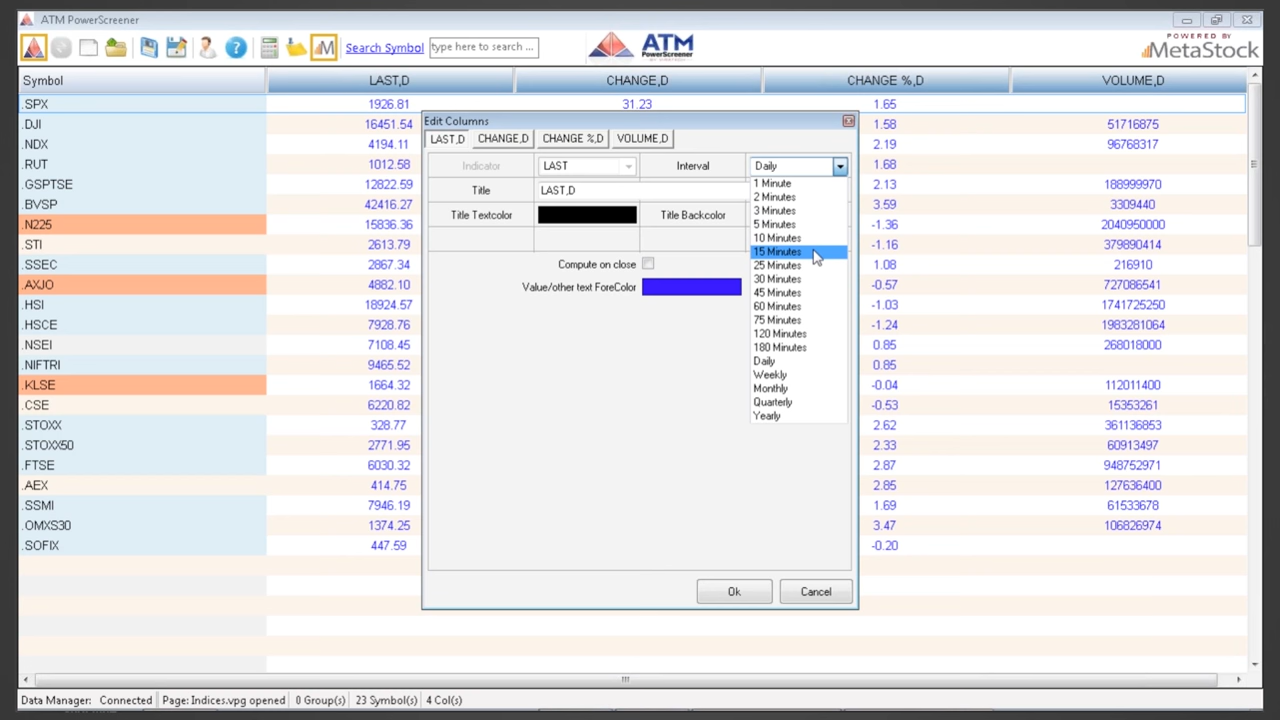 ATM PowerScreener
Search Symbol type here to search ...
ATM
PowerScreener
POWERED BY
MetaStock
Symbol LAST,D CHANGE,D CHANGE %,D VOLUME,D
.SPX 1926.81 31.23 1.65
.DJI 16451.54 1.58 51716875
.NDX 4194.11 2.19 96768317
.RUT 1012.58 1.68
.GSPTSE 12822.59 2.13 188999970
.BVSP 42416.27 3.59 3309440
.N225 15836.36 -1.36 2040950000
.STI 2613.79 -1.16 379890414
.SSEC 2867.34 1.08 216910
.AXJO 4882.10 -0.57 727086541
.HSI 18924.57 -1.03 1741725250
.HSCE 7928.76 -1.24 1983281064
.NSEI 7108.45 0.85 268018000
.NIFTRI 9465.52 0.85
.KLSE 1664.32 -0.04 112011400
.CSE 6220.82 -0.53 15353261
.STOXX 328.77 2.62 361136853
.STOXX50 2771.95 2.33 60913497
.FTSE 6030.32 2.87 948752971
.AEX 414.75 2.85 127636400
.SSMI 7946.19 1.69 61533678
.OMXS30 1374.25 3.47 106826974
.SOFIX 447.59 -0.20
Edit Columns
LAST,D CHANGE,D CHANGE %,D VOLUME,D
Indicator LAST Interval Daily
Title LAST,D
Title Textcolor Title Backcolor
Compute on close
Value/other text ForeColor
1 Minute
2 Minutes
3 Minutes
5 Minutes
10 Minutes
15 Minutes
25 Minutes
30 Minutes
45 Minutes
60 Minutes
75 Minutes
120 Minutes
180 Minutes
Daily
Weekly
Monthly
Quarterly
Yearly
Ok Cancel
Data Manager: Connected Page: Indices.vpg opened 0 Group(s) 23 Symbol(s) 4 Col(s)